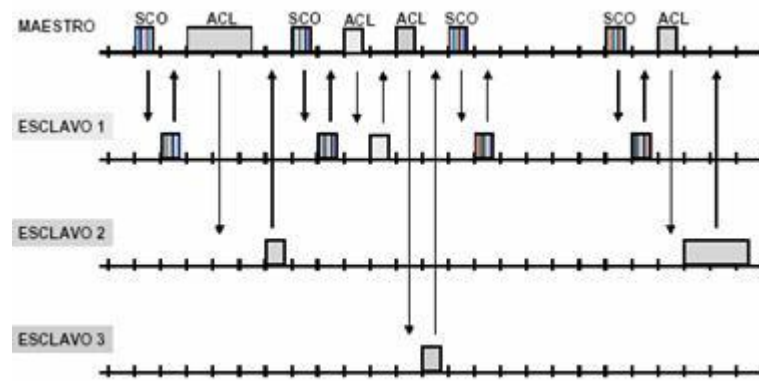 SCO ACL SCO ACL ACL SCO SCO ACL
MAESTRO
ESCLAVO 1
ESCLAVO 2
ESCLAVO 3